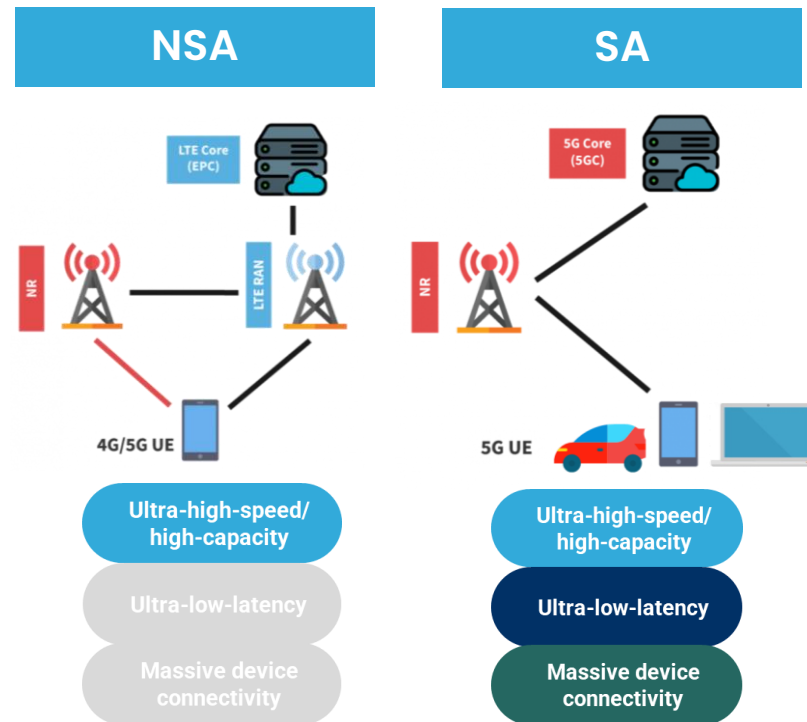 NSA
LTE Core
(EPC)
NR
LTE RAN
4G/5G UE
Ultra-high-speed/
high-capacity
Ultra-low-latency
Massive device
connectivity
SA
5G Core
(5GC)
NR
5G UE
Ultra-high-speed/
high-capacity
Ultra-low-latency
Massive device
connectivity